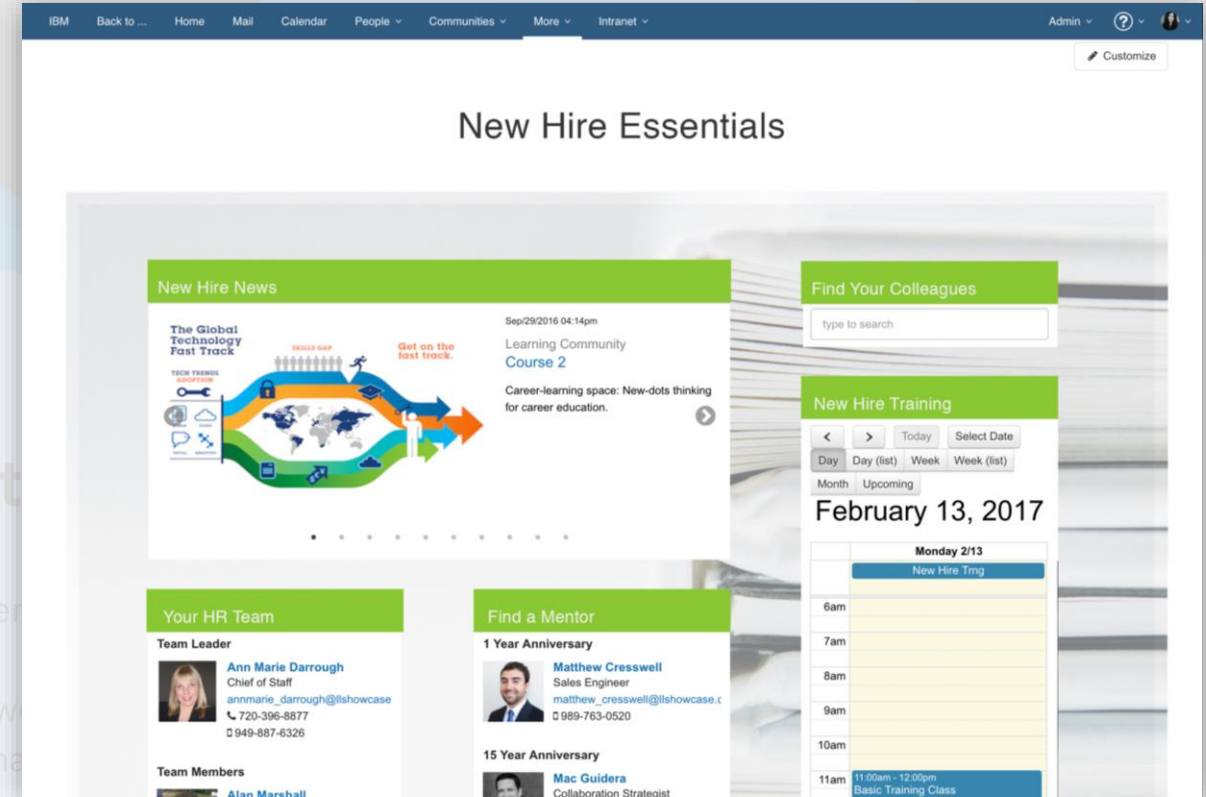 IBM Back to ... Home Mail Calendar People Communities More Intranet Admin ?
Customize
New Hire Essentials
New Hire News
The Global
Technology
Fast Track
TECH TRENDS
ADOPTION
SKILLS GAP
Get on the
fast track.
Sep/29/2016 04:14pm
Learning Community
Course 2
Career-learning space: New-dots thinking
for career education.
Find Your Colleagues
type to search
New Hire Training
< > Today Select Date
Day Day (list) Week Week (list)
Month Upcoming
February 13, 2017
Monday 2/13
New Hire Trng
6am
7am
8am
9am
10am
11am 11:00am - 12:00pm
Basic Training Class
Your HR Team
Team Leader
Ann Marie Darrough
Chief of Staff
annmarie_darrough@llshowcase
720-396-8877
949-887-6326
Team Members
Alan Marshall
Find a Mentor
1 Year Anniversary
Matthew Cresswell
Sales Engineer
matthew_cresswell@llshowcase.c
989-763-0520
15 Year Anniversary
Mac Guidera
Collaboration Strategist